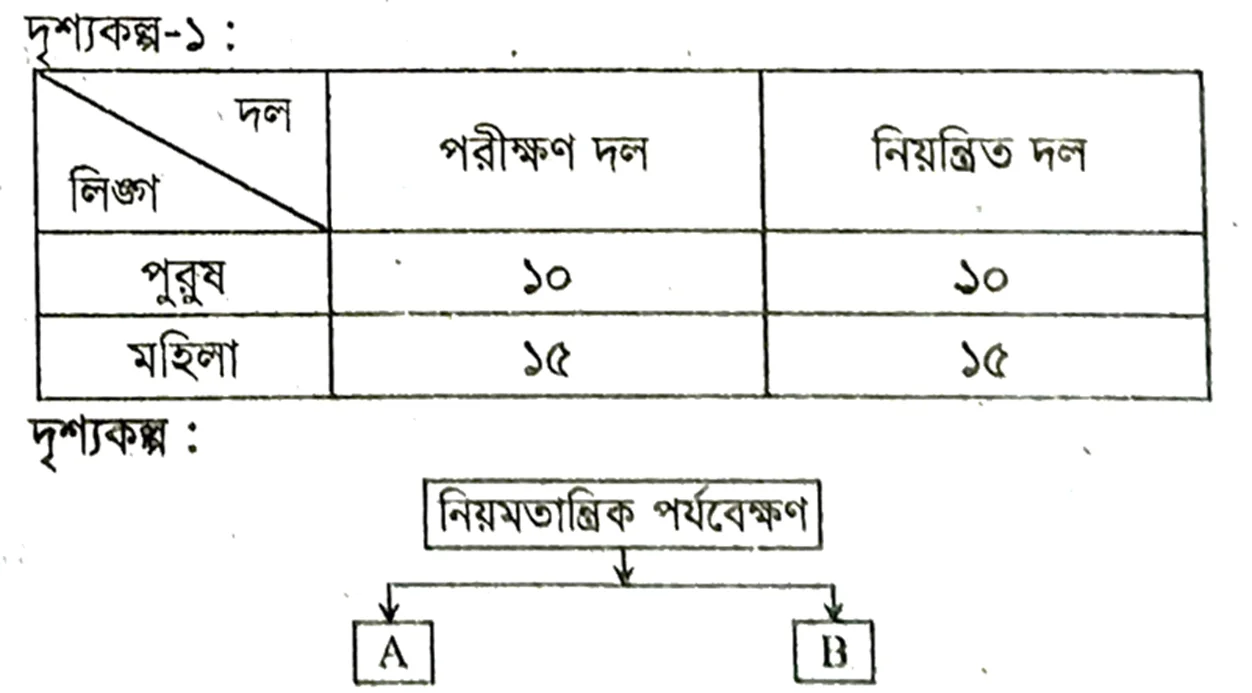 দৃশ্যকল্প-১ :
দল
লিঙ্গ
পরীক্ষণ দল
নিয়ন্ত্রিত দল
পুরুষ ১০ ১০
মহিলা ১৫ ১৫
দৃশ্যকল্প :
নিয়মতান্ত্রিক পর্যবেক্ষণ
A B